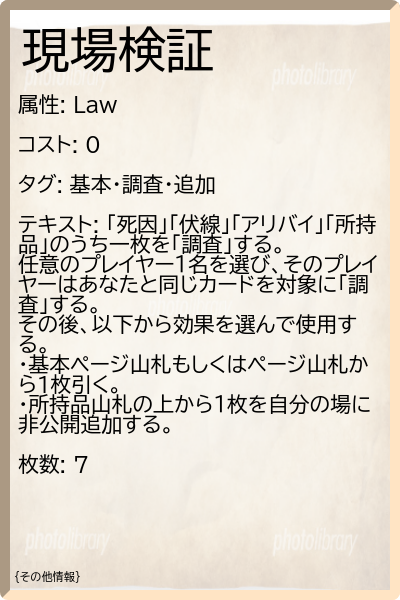 現場検証
photolibrary
photolibrary
属性: Law
コスト: 0
タグ: 基本・調査・追加
テキスト: 「死因」「伏線」「アリバイ」「所持
品」のうち一枚を「調査」する。
任意のプレイヤー1名を選び、そのプレイ
ヤーはあなたと同じカードを対象に「調
査」する。
その後、以下から効果を選んで使用す
る。
・基本ページ山札もしくはページ山札か
ら1枚引く。
・所持品山札の上から1枚を自分の場に
非公開追加する。
枚数: 7
photolibrary
photolibrary
{その他情報}